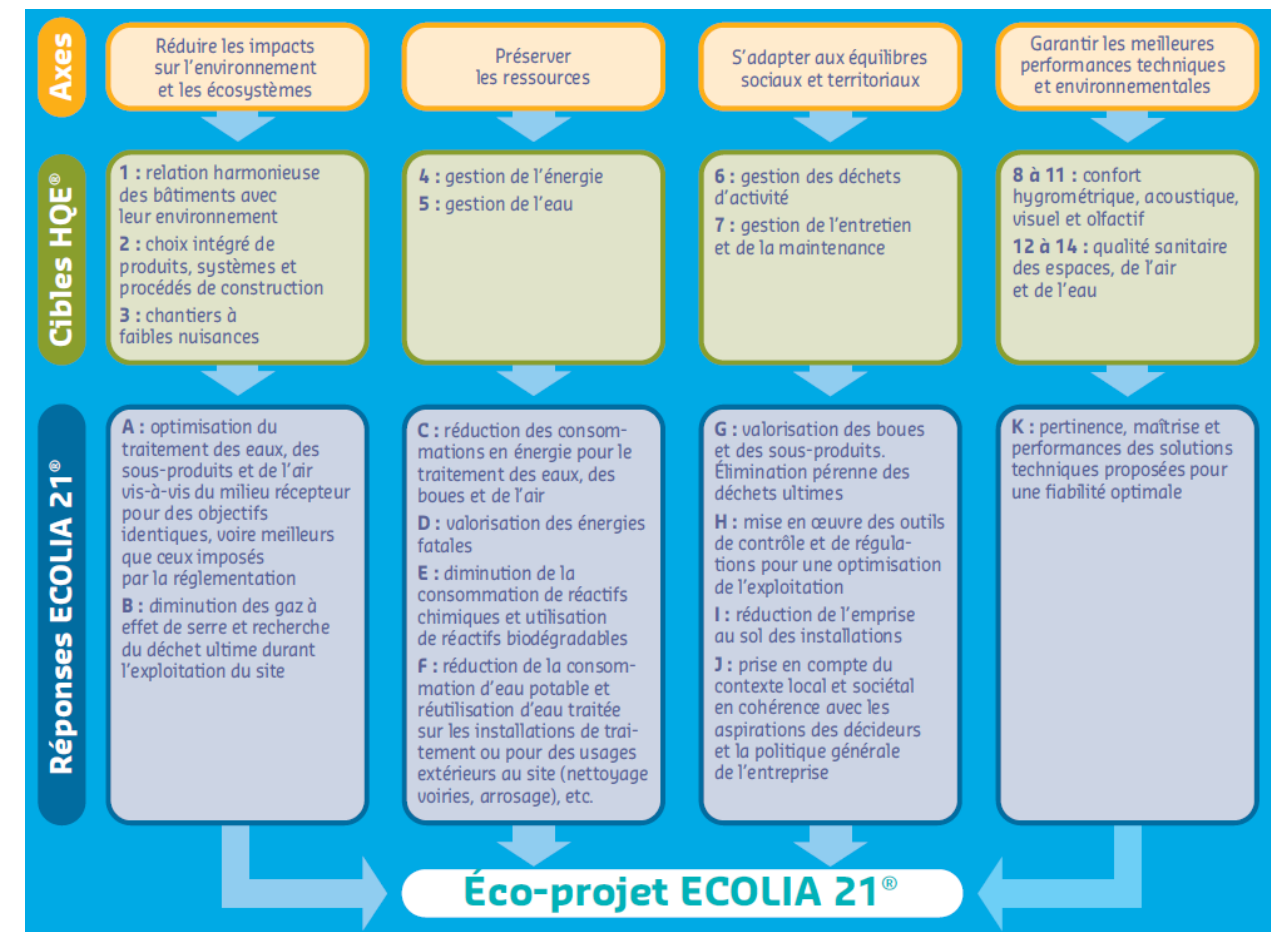 Axes
Réduire les impacts
sur l'environnement
et les écosystèmes
Préserver
les ressources
S'adapter aux équilibres
sociaux et territoriaux
Garantir les meilleures
performances techniques
et environnementales
Cibles HQE®
1 : relation harmonieuse
des bâtiments avec
leur environnement
2 : choix intégré de
produits, systèmes et
procédés de construction
3 : chantiers à
faibles nuisances
4 : gestion de l'énergie
5 : gestion de l'eau
6 : gestion des déchets
d'activité
7 : gestion de l'entretien
et de la maintenance
8 à 11 : confort
hygrométrique, acoustique,
visuel et olfactif
12 à 14 : qualité sanitaire
des espaces, de l'air
et de l'eau
Réponses ECOLIA 21®
A : optimisation du
traitement des eaux, des
sous-produits et de l'air
vis-à-vis du milieu récepteur
pour des objectifs
identiques, voire meilleurs
que ceux imposés
par la réglementation
B : diminution des gaz à
effet de serre et recherche
du déchet ultime durant
l'exploitation du site
C : réduction des consom-
mations en énergie pour le
traitement des eaux, des
boues et de l'air
D : valorisation des énergies
fatales
E : diminution de la
consommation de réactifs
chimiques et utilisation
de réactifs biodégradables
F : réduction de la consom-
mation d'eau potable et
réutilisation d'eau traitée
sur les installations de trai-
tement ou pour des usages
extérieurs au site (nettoyage
voiries, arrosage), etc.
G : valorisation des boues
et des sous-produits.
Élimination pérenne des
déchets ultimes
H : mise en œuvre des outils
de contrôle et de régula-
tions pour une optimisation
de l'exploitation
I : réduction de l'emprise
au sol des installations
J : prise en compte du
contexte local et sociétal
en cohérence avec les
aspirations des décideurs
et la politique générale
de l'entreprise
K : pertinence, maîtrise et
performances des solutions
techniques proposées pour
une fiabilité optimale
Éco-projet ECOLIA 21®